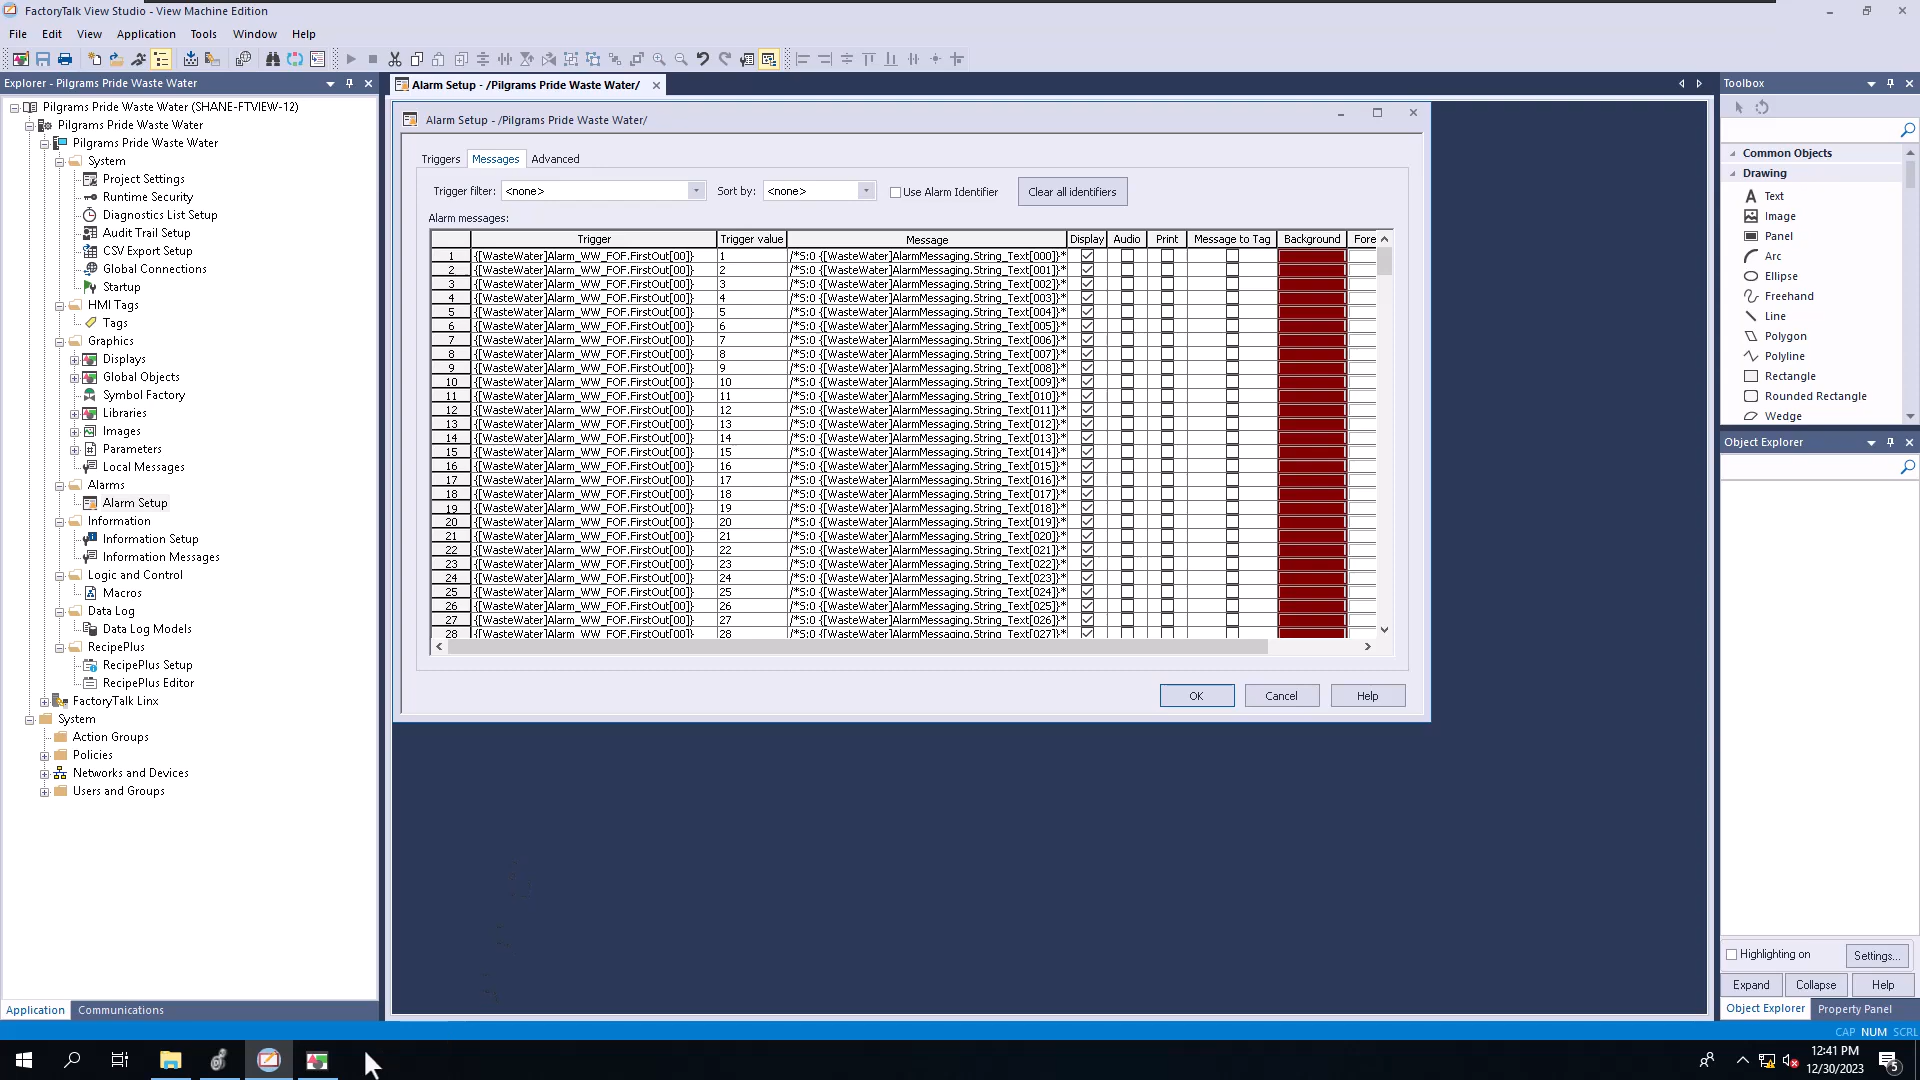 FactoryTalk View Studio - View Machine Edition
File Edit View Application Tools Window Help
Explorer - Pilgrams Pride Waste Water
Pilgrams Pride Waste Water (SHANE-FTVIEW-12)
Pilgrams Pride Waste Water
Pilgrams Pride Waste Water
System
Project Settings
Runtime Security
Diagnostics List Setup
Audit Trail Setup
CSV Export Setup
Global Connections
Startup
HMI Tags
Tags
Graphics
Displays
Global Objects
Symbol Factory
Libraries
Images
Parameters
Local Messages
Alarms
Alarm Setup
Information
Information Setup
Information Messages
Logic and Control
Macros
Data Log
Data Log Models
RecipePlus
RecipePlus Setup
RecipePlus Editor
FactoryTalk Linx
System
Action Groups
Policies
Networks and Devices
Users and Groups
Application Communications
Alarm Setup - /Pilgrams Pride Waste Water/
Alarm Setup - /Pilgrams Pride Waste Water/
Triggers Messages Advanced
Trigger filter: <none> Sort by: <none> Use Alarm Identifier Clear all identifiers
Alarm messages:
Trigger Trigger value Message Display Audio Print Message to Tag Background Fore
1 {[WasteWater]Alarm_WW_FOF.FirstOut[00]} 1 /*S:0 {[WasteWater]AlarmMessaging.String_Text[000]}*
2 {[WasteWater]Alarm_WW_FOF.FirstOut[00]} 2 /*S:0 {[WasteWater]AlarmMessaging.String_Text[001]}*
3 {[WasteWater]Alarm_WW_FOF.FirstOut[00]} 3 /*S:0 {[WasteWater]AlarmMessaging.String_Text[002]}*
4 {[WasteWater]Alarm_WW_FOF.FirstOut[00]} 4 /*S:0 {[WasteWater]AlarmMessaging.String_Text[003]}*
5 {[WasteWater]Alarm_WW_FOF.FirstOut[00]} 5 /*S:0 {[WasteWater]AlarmMessaging.String_Text[004]}*
6 {[WasteWater]Alarm_WW_FOF.FirstOut[00]} 6 /*S:0 {[WasteWater]AlarmMessaging.String_Text[005]}*
7 {[WasteWater]Alarm_WW_FOF.FirstOut[00]} 7 /*S:0 {[WasteWater]AlarmMessaging.String_Text[006]}*
8 {[WasteWater]Alarm_WW_FOF.FirstOut[00]} 8 /*S:0 {[WasteWater]AlarmMessaging.String_Text[007]}*
9 {[WasteWater]Alarm_WW_FOF.FirstOut[00]} 9 /*S:0 {[WasteWater]AlarmMessaging.String_Text[008]}*
10 {[WasteWater]Alarm_WW_FOF.FirstOut[00]} 10 /*S:0 {[WasteWater]AlarmMessaging.String_Text[009]}*
11 {[WasteWater]Alarm_WW_FOF.FirstOut[00]} 11 /*S:0 {[WasteWater]AlarmMessaging.String_Text[010]}*
12 {[WasteWater]Alarm_WW_FOF.FirstOut[00]} 12 /*S:0 {[WasteWater]AlarmMessaging.String_Text[011]}*
13 {[WasteWater]Alarm_WW_FOF.FirstOut[00]} 13 /*S:0 {[WasteWater]AlarmMessaging.String_Text[012]}*
14 {[WasteWater]Alarm_WW_FOF.FirstOut[00]} 14 /*S:0 {[WasteWater]AlarmMessaging.String_Text[013]}*
15 {[WasteWater]Alarm_WW_FOF.FirstOut[00]} 15 /*S:0 {[WasteWater]AlarmMessaging.String_Text[014]}*
16 {[WasteWater]Alarm_WW_FOF.FirstOut[00]} 16 /*S:0 {[WasteWater]AlarmMessaging.String_Text[015]}*
17 {[WasteWater]Alarm_WW_FOF.FirstOut[00]} 17 /*S:0 {[WasteWater]AlarmMessaging.String_Text[016]}*
18 {[WasteWater]Alarm_WW_FOF.FirstOut[00]} 18 /*S:0 {[WasteWater]AlarmMessaging.String_Text[017]}*
19 {[WasteWater]Alarm_WW_FOF.FirstOut[00]} 19 /*S:0 {[WasteWater]AlarmMessaging.String_Text[018]}*
20 {[WasteWater]Alarm_WW_FOF.FirstOut[00]} 20 /*S:0 {[WasteWater]AlarmMessaging.String_Text[019]}*
21 {[WasteWater]Alarm_WW_FOF.FirstOut[00]} 21 /*S:0 {[WasteWater]AlarmMessaging.String_Text[020]}*
22 {[WasteWater]Alarm_WW_FOF.FirstOut[00]} 22 /*S:0 {[WasteWater]AlarmMessaging.String_Text[021]}*
23 {[WasteWater]Alarm_WW_FOF.FirstOut[00]} 23 /*S:0 {[WasteWater]AlarmMessaging.String_Text[022]}*
24 {[WasteWater]Alarm_WW_FOF.FirstOut[00]} 24 /*S:0 {[WasteWater]AlarmMessaging.String_Text[023]}*
25 {[WasteWater]Alarm_WW_FOF.FirstOut[00]} 25 /*S:0 {[WasteWater]AlarmMessaging.String_Text[024]}*
26 {[WasteWater]Alarm_WW_FOF.FirstOut[00]} 26 /*S:0 {[WasteWater]AlarmMessaging.String_Text[025]}*
27 {[WasteWater]Alarm_WW_FOF.FirstOut[00]} 27 /*S:0 {[WasteWater]AlarmMessaging.String_Text[026]}*
28 {[WasteWater]Alarm_WW_FOF.FirstOut[00]} 28 /*S:0 {[WasteWater]AlarmMessaging.String_Text[027]}*
OK Cancel Help
Toolbox
Common Objects
Drawing
Text
Image
Panel
Arc
Ellipse
Freehand
Line
Polygon
Polyline
Rectangle
Rounded Rectangle
Wedge
Object Explorer
Highlighting on Settings...
Expand Collapse Help
Object Explorer Property Panel
CAP NUM SCRL
12:41 PM
12/30/2023
5